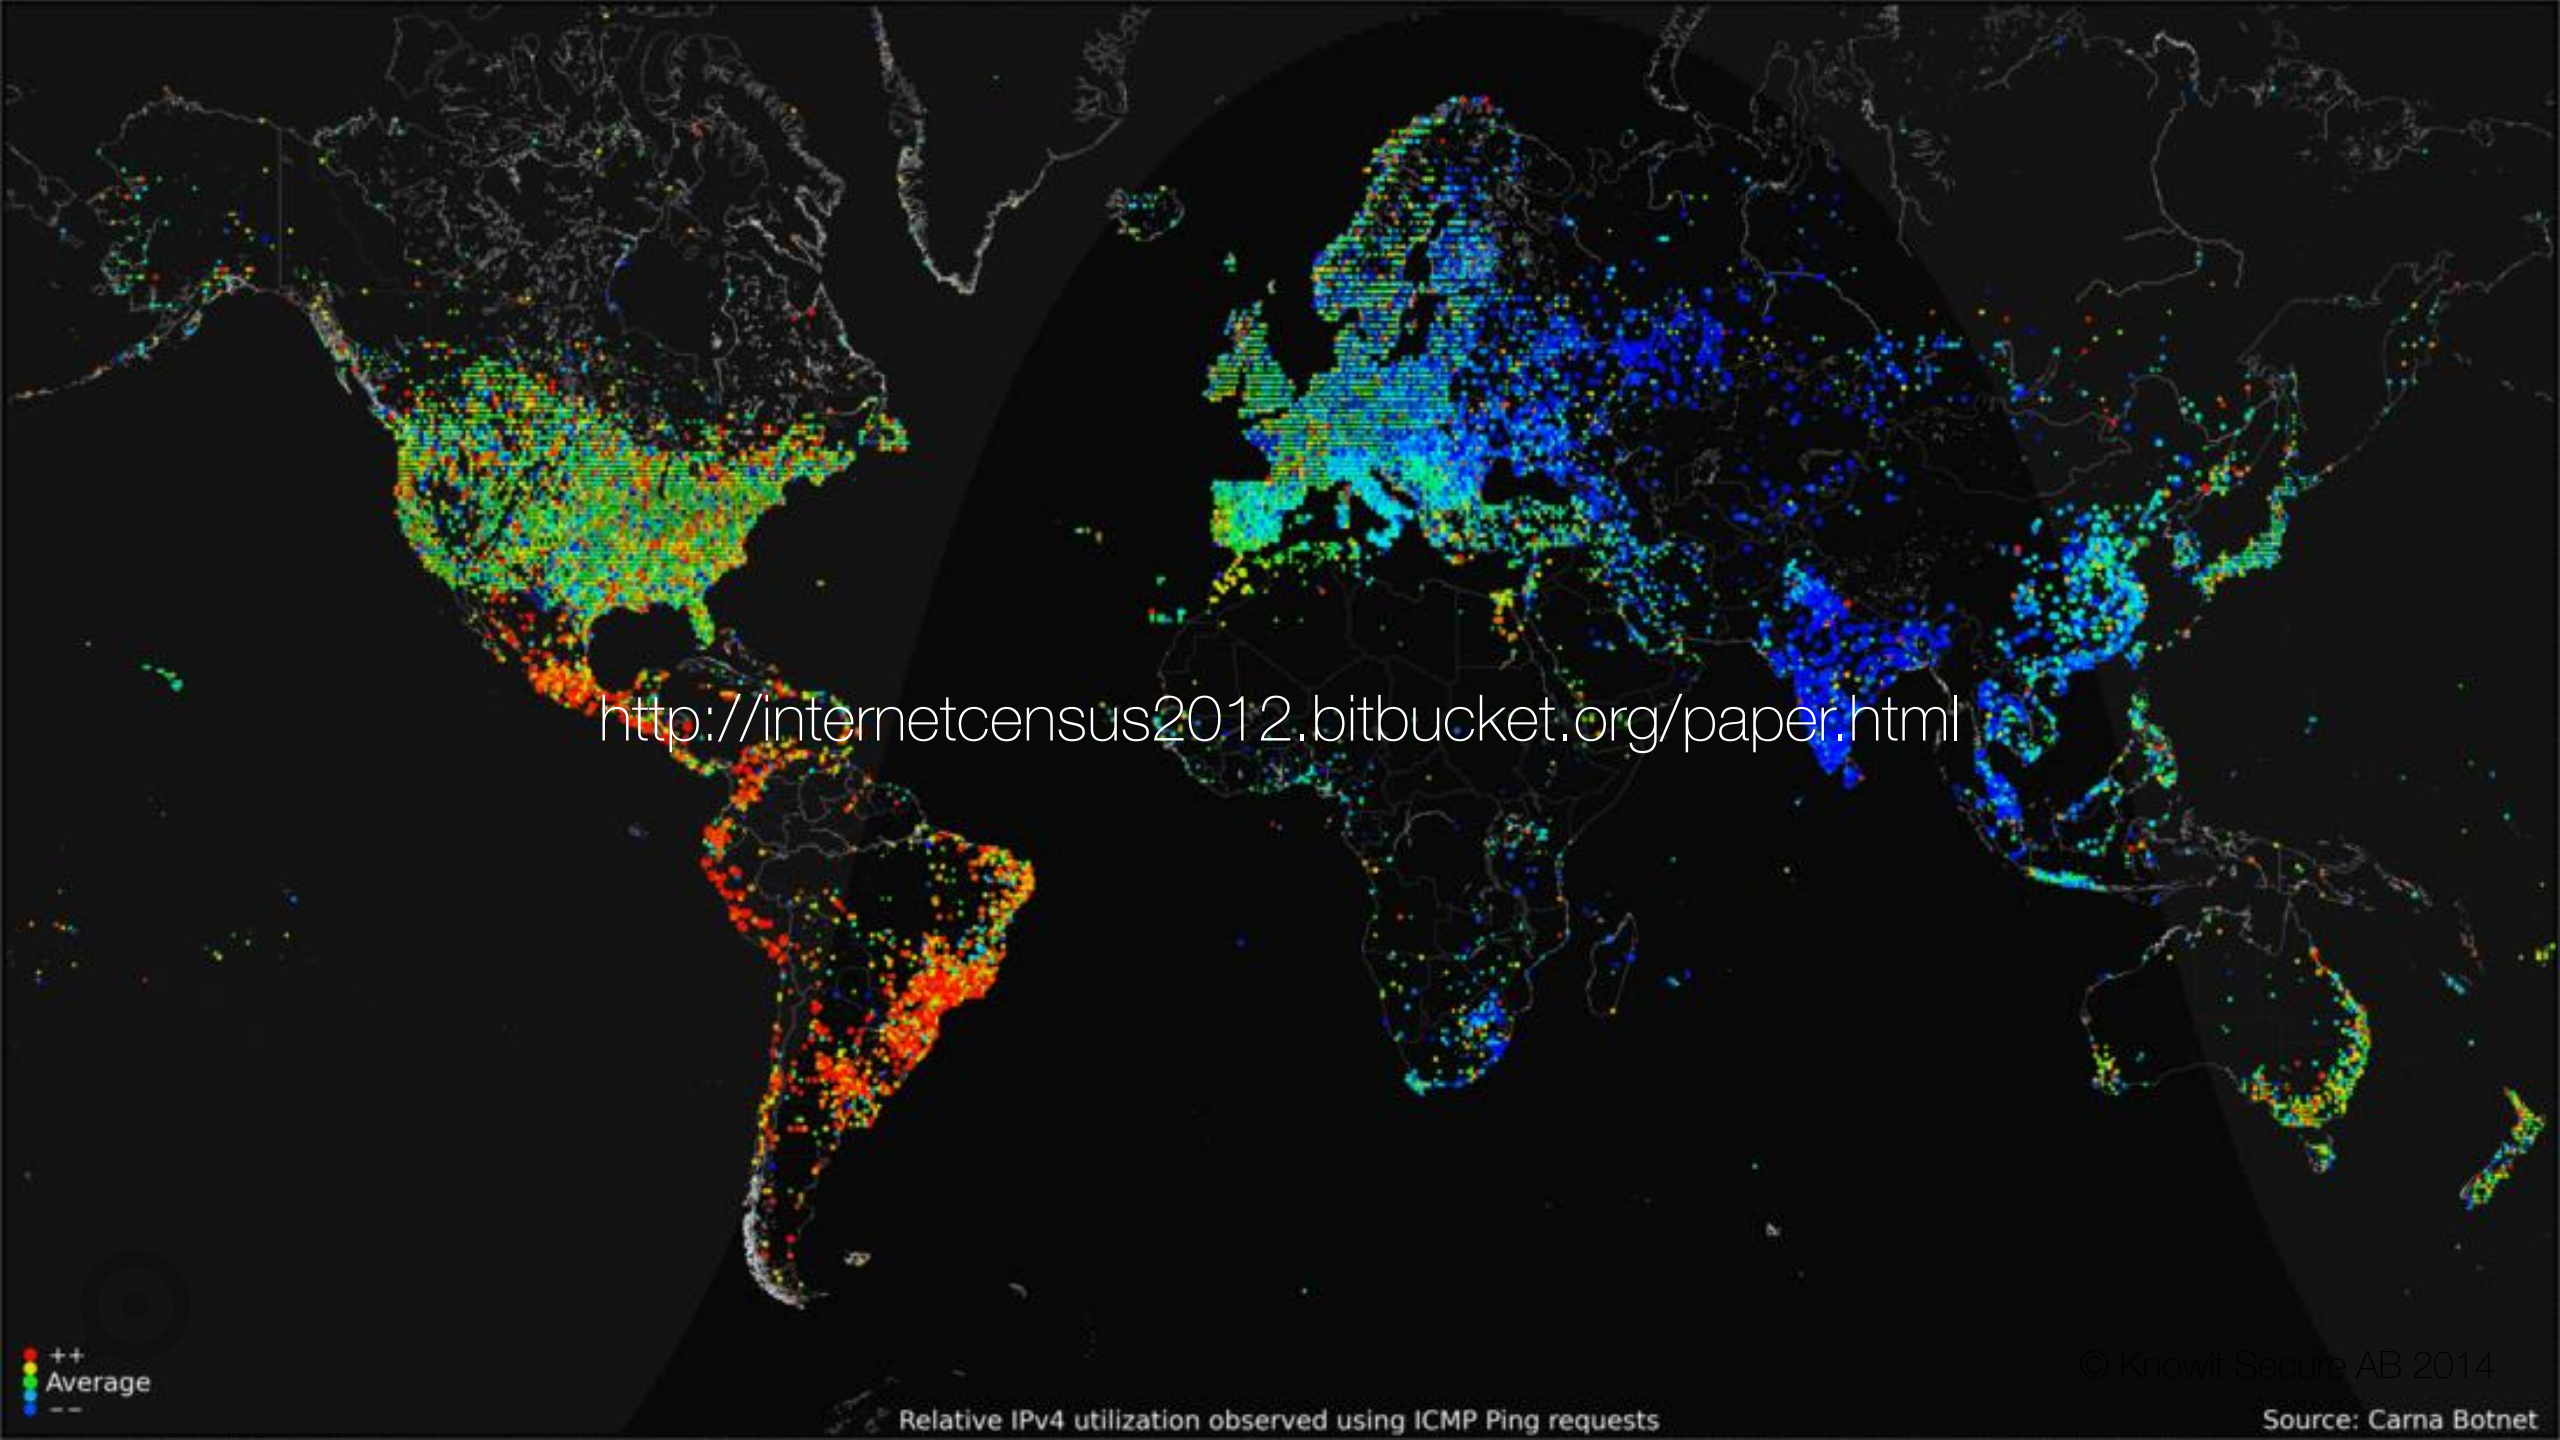 http://internetcensus2012.bitbucket.org/paper.html
++
Average
--
© Knowit Secure AB 2014
Relative IPv4 utilization observed using ICMP Ping requests
Source: Carna Botnet